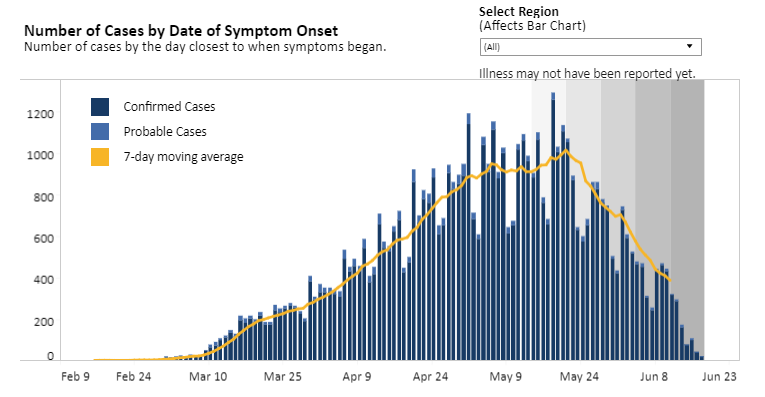 Select Region
(Affects Bar Chart)
Number of Cases by Date of Symptom Onset
Number of cases by the day closest to when symptoms began.
(All)
Illness may not have been reported yet.
Confirmed Cases
Probable Cases
7-day moving average
1200
1000
800
600
400
200
0
Feb 9 Feb 24 Mar 10 Mar 25 Apr 9 Apr 24 May 9 May 24 Jun 8 Jun 23